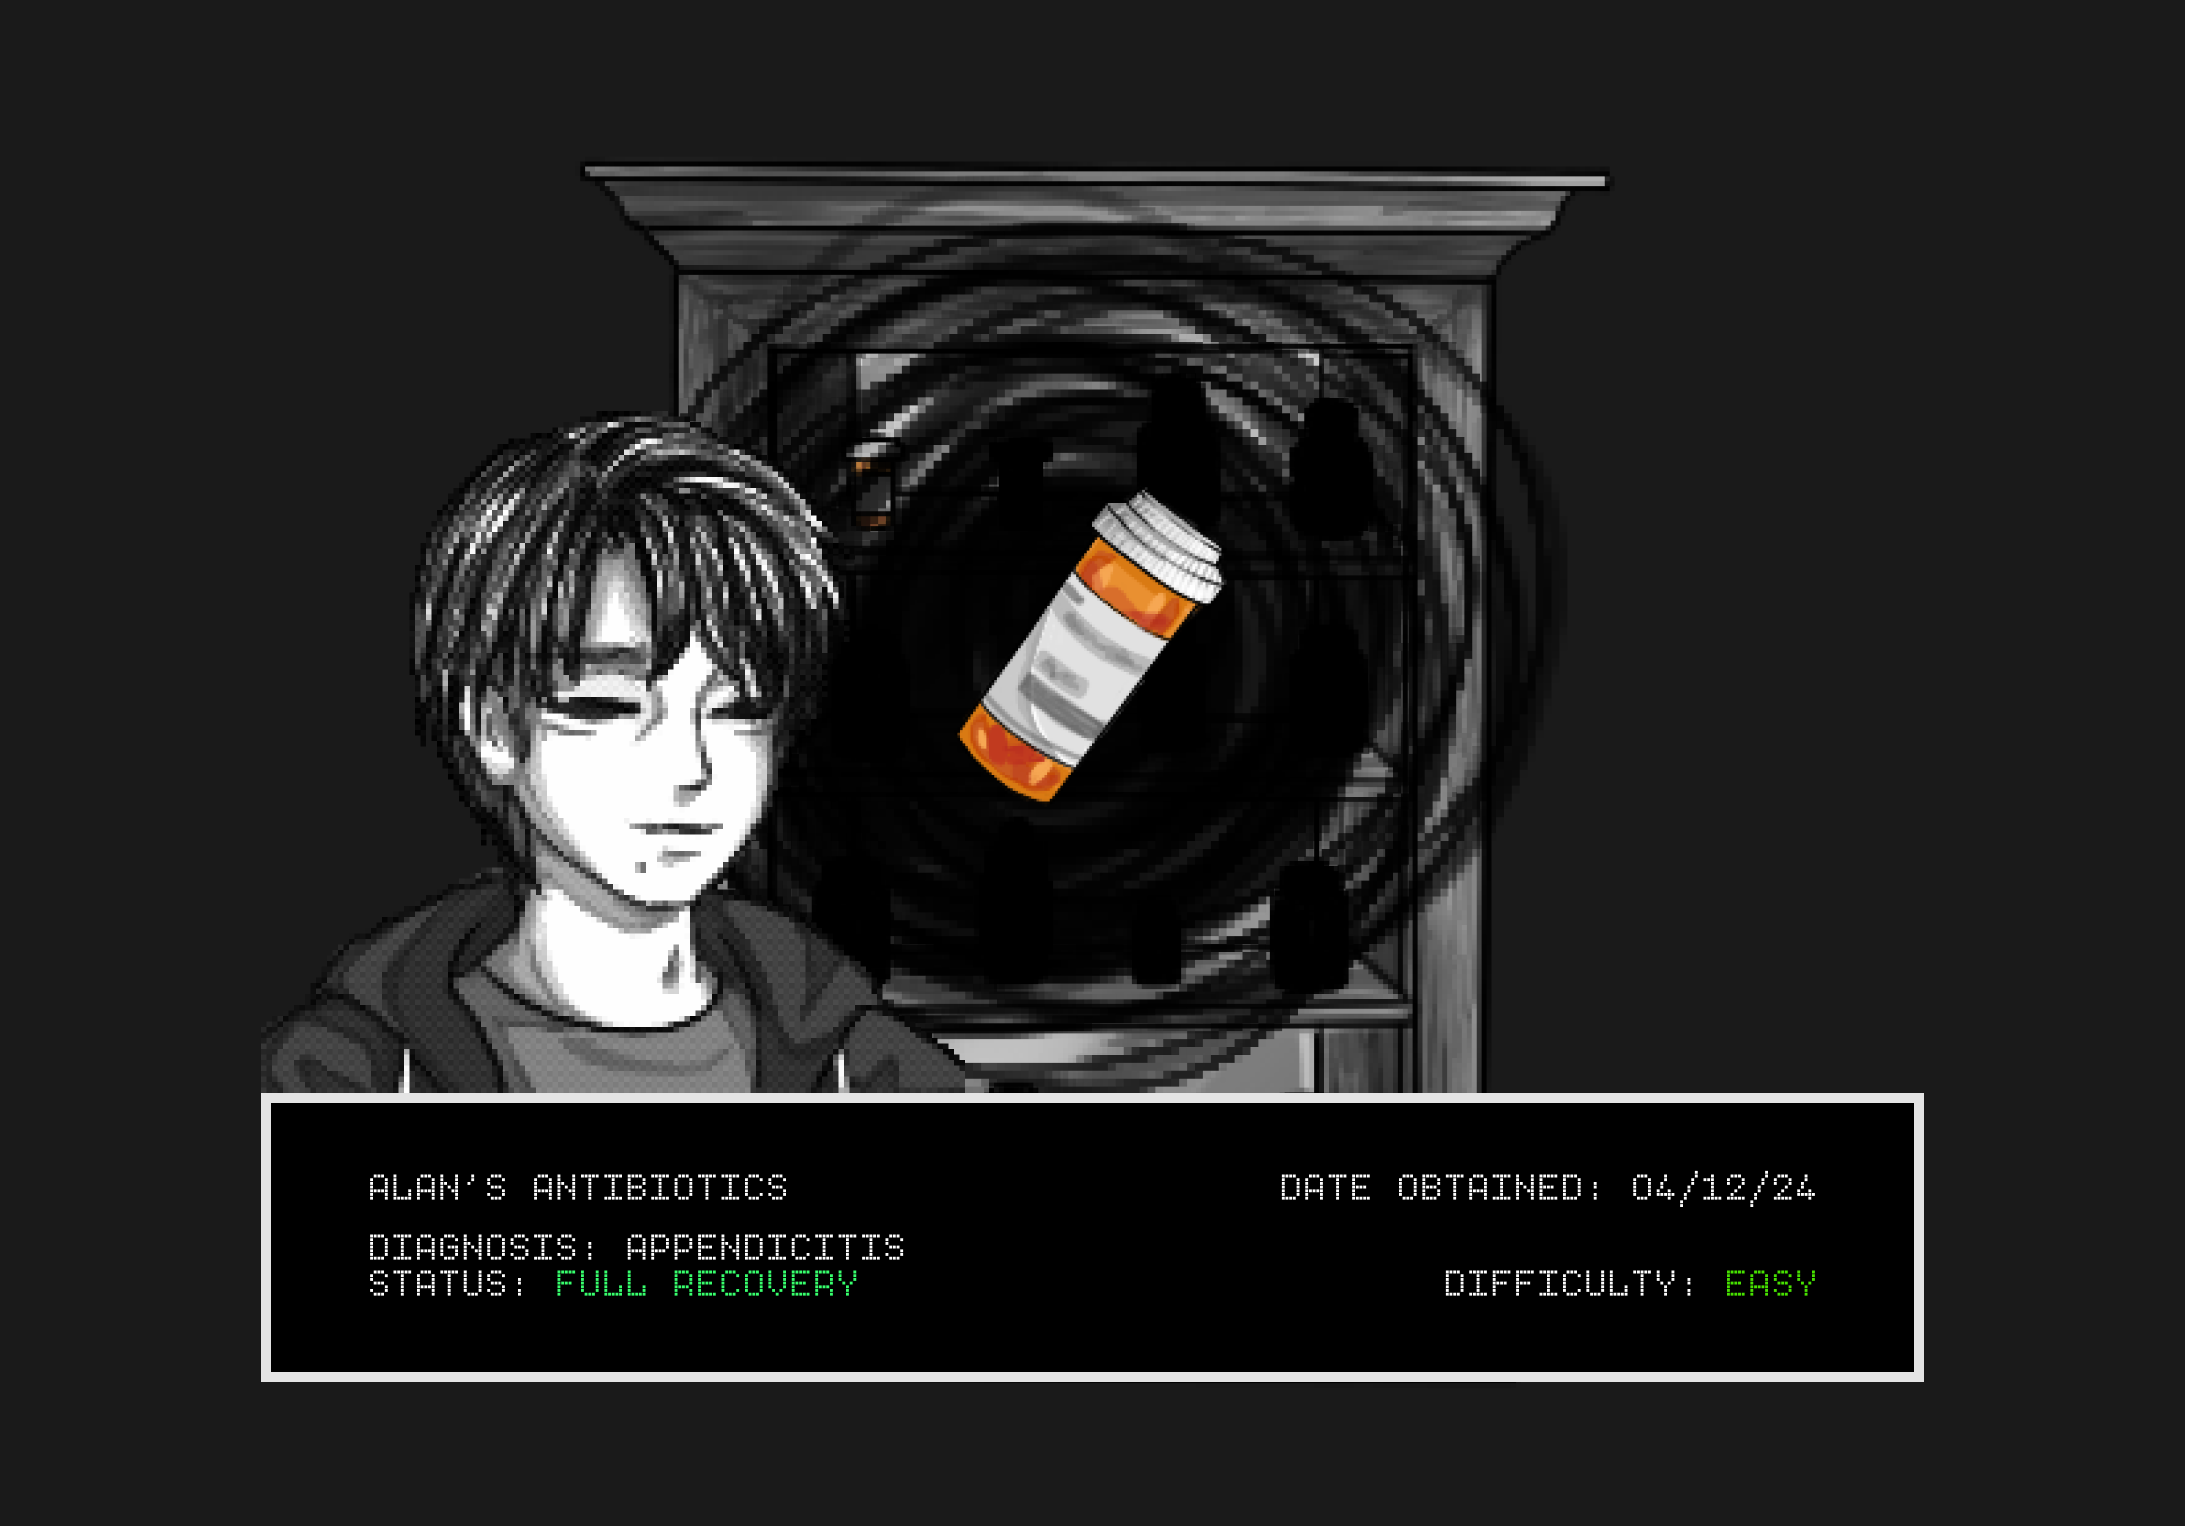 ALAN'S ANTIBIOTICS
DATE OBTAINED: 04/12/24
DIAGNOSIS: APPENDICITIS
STATUS: FULL RECOVERY
DIFFICULTY: EASY